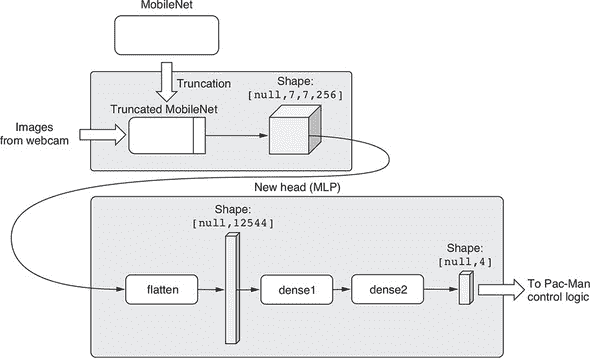 MobileNet
Truncation
Shape:
[null,7,7,256]
Truncated MobileNet
Images
from webcam
New head (MLP)
Shape:
[null,12544]
Shape:
[null,4]
flatten
dense1
dense2
To Pac-Man
control logic